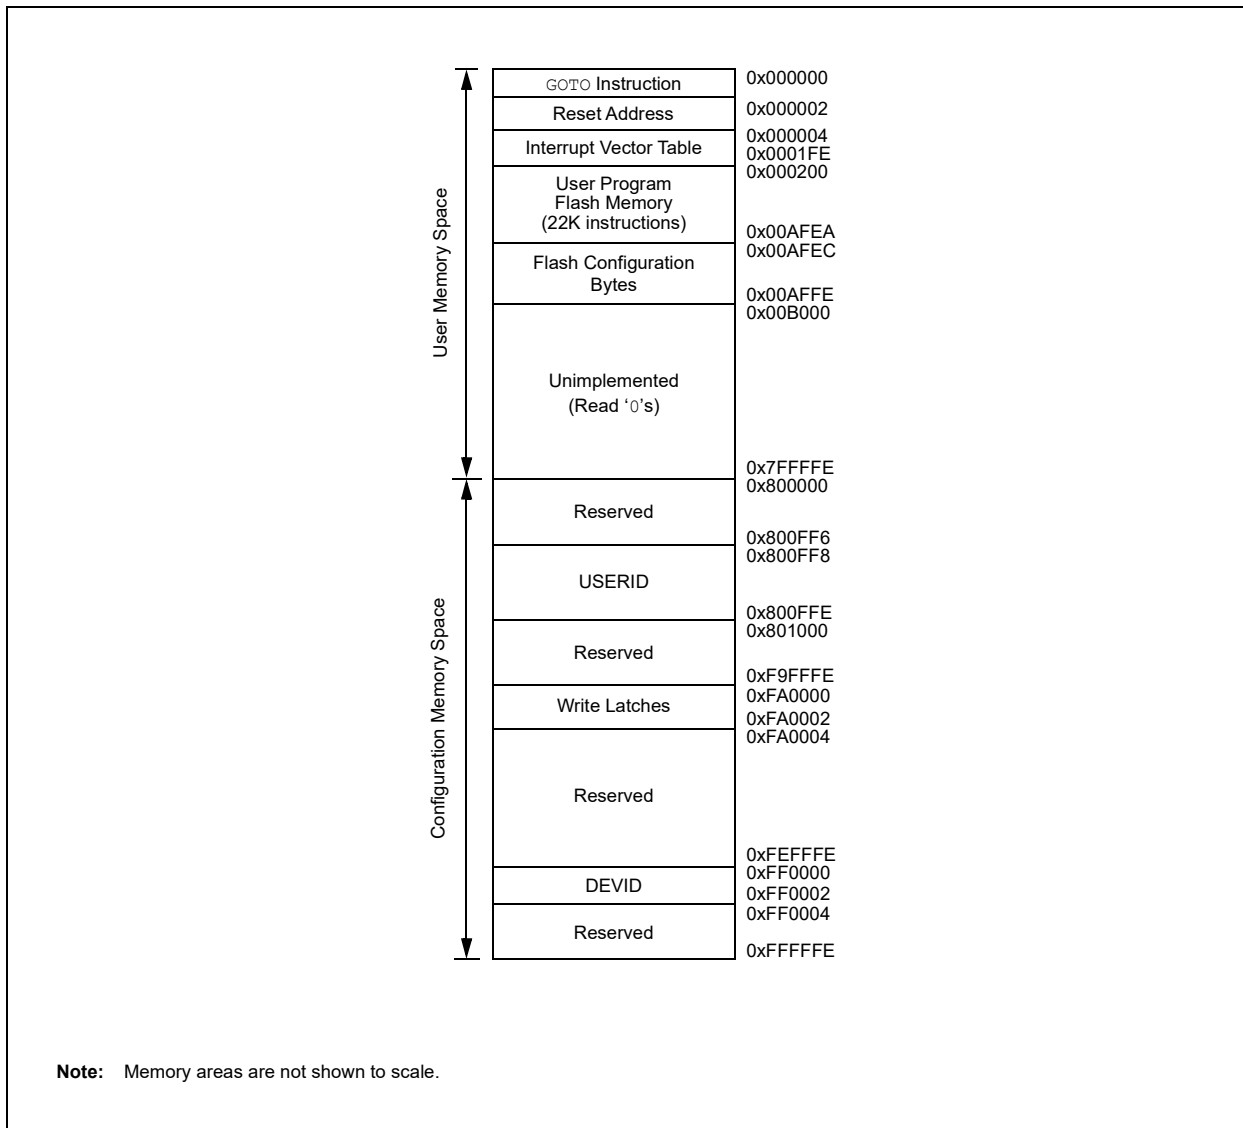 GOTO Instruction
0x000000
Reset Address
0x000002
Interrupt Vector Table
0x000004
0x0001FE
0x000200
User Program
Flash Memory
(22K instructions)
0x00AFEA
0x00AFEC
Flash Configuration
Bytes
0x00AFFE
0x00B000
User Memory Space
Unimplemented
(Read ‘0’s)
0x7FFFFE
0x800000
Reserved
0x800FF6
0x800FF8
USERID
0x800FFE
0x801000
Reserved
0xF9FFFE
0xFA0000
Write Latches
0xFA0002
0xFA0004
Configuration Memory Space
Reserved
0xFEFFFE
0xFF0000
DEVID
0xFF0002
0xFF0004
Reserved
0xFFFFFE
Note: Memory areas are not shown to scale.